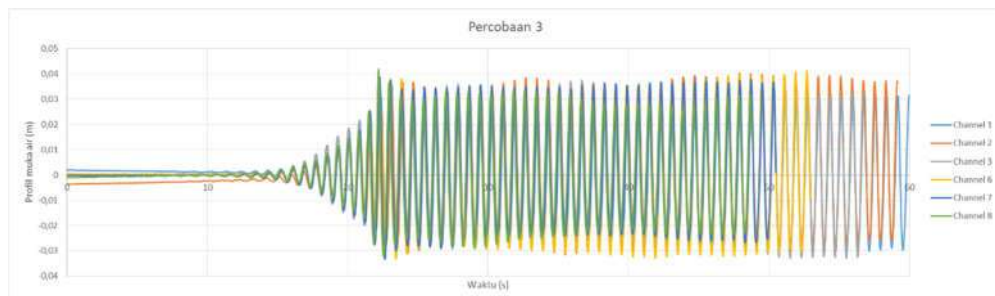 Percobaan 3
Profil muka air (m)
0,05
0,04
0,03
0,02
0,01
0
-0,01
-0,02
-0,03
-0,04
0
10
20
60
Waktu (s)
Channel 1
Channel 2
Channel 3
Channel 6
Channel 7
Channel 8